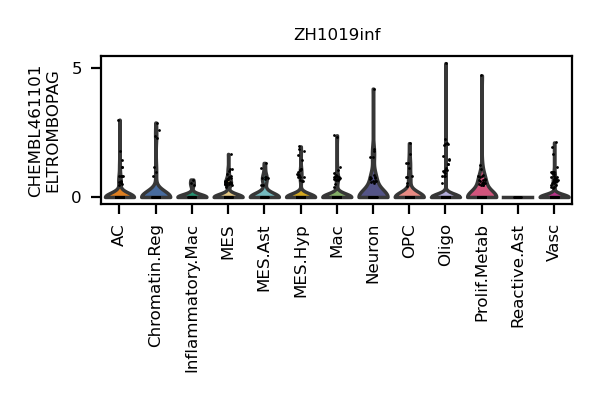 ZH1019inf
CHEMBL461101
ELTROMBOPAG
5
0
AC
Chromatin.Reg
Inflammatory.Mac
MES
MES.Ast
MES.Hyp
Mac
Neuron
OPC
Oligo
Prolif.Metab
Reactive.Ast
Vasc